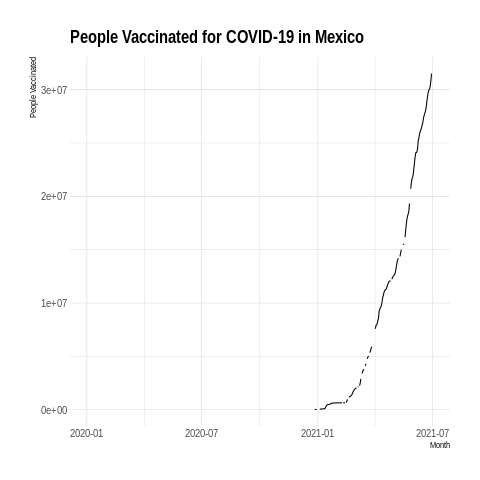 People Vaccinated for COVID-19 in Mexico
People Vaccinated
3e+07
2e+07
1e+07
0e+00
2020-01 2020-07 2021-01 2021-07
Month